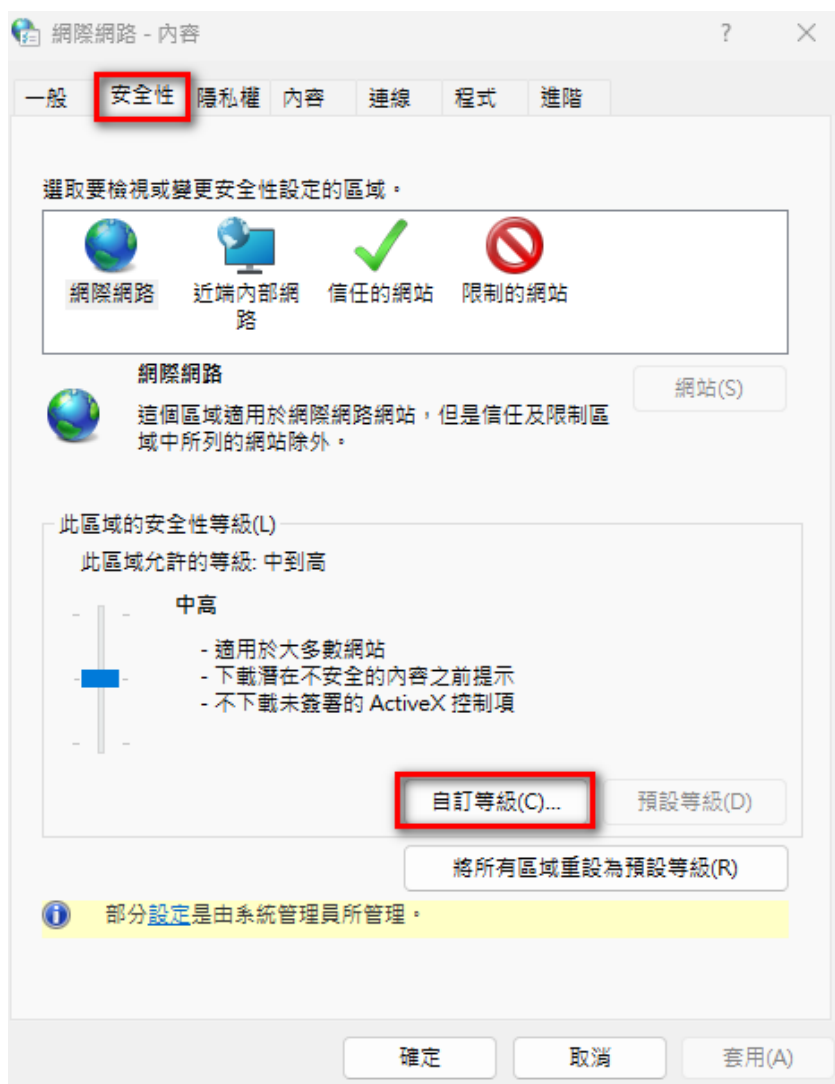 網際網路 - 內容
一般 安全性 隱私權 內容 連線 程式 進階
選取要檢視或變更安全性設定的區域。
網際網路 近端內部網路 信任的網站 限制的網站
網際網路
網站(S)
這個區域適用於網際網路網站，但是信任及限制區
域中所列的網站除外。
此區域的安全性等級(L)
此區域允許的等級: 中到高
中高
- 適用於大多數網站
- 下載潛在不安全的內容之前提示
- 不下載未簽署的 ActiveX 控制項
自訂等級(C)... 預設等級(D)
將所有區域重設為預設等級(R)
部分設定是由系統管理員所管理。
確定 取消 套用(A)